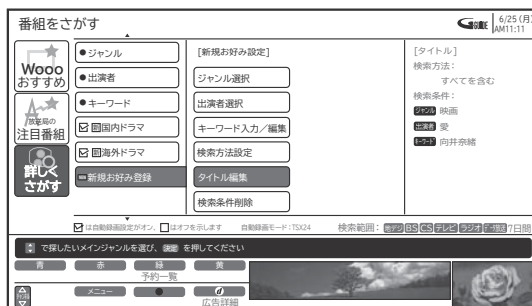 番組をさがす
GGUIDE
6/25 (月)
AM11:11
Wooo
おすすめ
放送局の
注目番組
詳しく
さがす
ジャンル
出演者
キーワード
国内ドラマ
海外ドラマ
新規お好み登録
[新規お好み設定]
ジャンル選択
出演者選択
キーワード入力/編集
検索方法設定
タイトル編集
検索条件削除
[タイトル]
検索方法:
すべてを含む
検索条件:
ジャンル 映画
出演者 愛
キーワード 向井奈緒
は自動録画設定がオン、 はオフを示します 自動録画モード:TSX24 検索範囲: 地デジ BS CS テレビ ラジオ データ 7日間
で探したいメインジャンルを選び、 決定 を押してください
青 赤 緑 黄
予約一覧
メニュー d
広告詳細